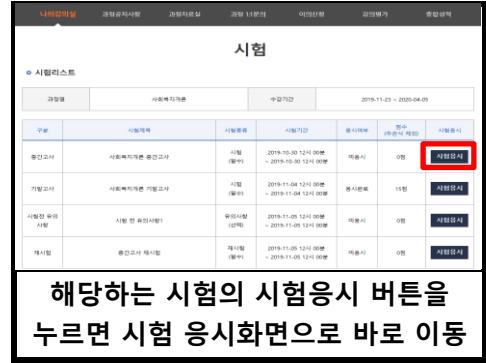 나의강의실 과정공지사항 과정자료실 과정 1:1문의 이의신청 강의평가 종합성적
시험
시험리스트
과정명 사회복지개론 수강기간 2019-11-23 ~ 2020-04-05
구분 시험제목 시험종류 시험기간 응시여부 점수 시험응시
(주관식 제외)
중간고사 사회복지개론 중간고사 시험 2019-10-30 12시 00분 미응시 0점 시험응시
(필수) ~ 2019-10-30 12시 00분
기말고사 사회복지개론 기말고사 시험 2019-11-04 12시 00분 응시완료 15점 시험응시
(필수) ~ 2019-11-04 12시 00분
시험전 유의 시험 전 유의사항1 유의사항 2019-11-05 12시 00분 미응시 0점 시험응시
사항 (선택) ~ 2019-11-05 12시 00분
재시험 중간고사 재시험 재시험 2019-11-05 12시 00분 미응시 0점 시험응시
(필수) ~ 2019-11-05 12시 00분
해당하는 시험의 시험응시 버튼을
누르면 시험 응시화면으로 바로 이동